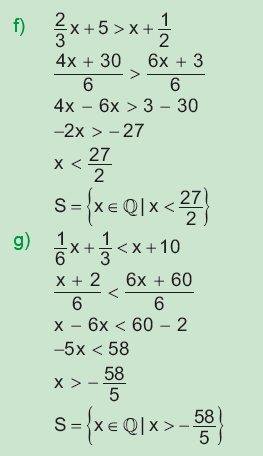 f) 2/3 x + 5 > x + 1/2
4x + 30 / 6 > 6x + 3 / 6
4x − 6x > 3 − 30
−2x > −27
x < 27/2
S = {x ∈ ℚ | x < 27/2}
g) 1/6 x + 1/3 < x + 10
x + 2 / 6 < 6x + 60 / 6
x − 6x < 60 − 2
−5x < 58
x > − 58/5
S = {x ∈ ℚ | x > − 58/5}